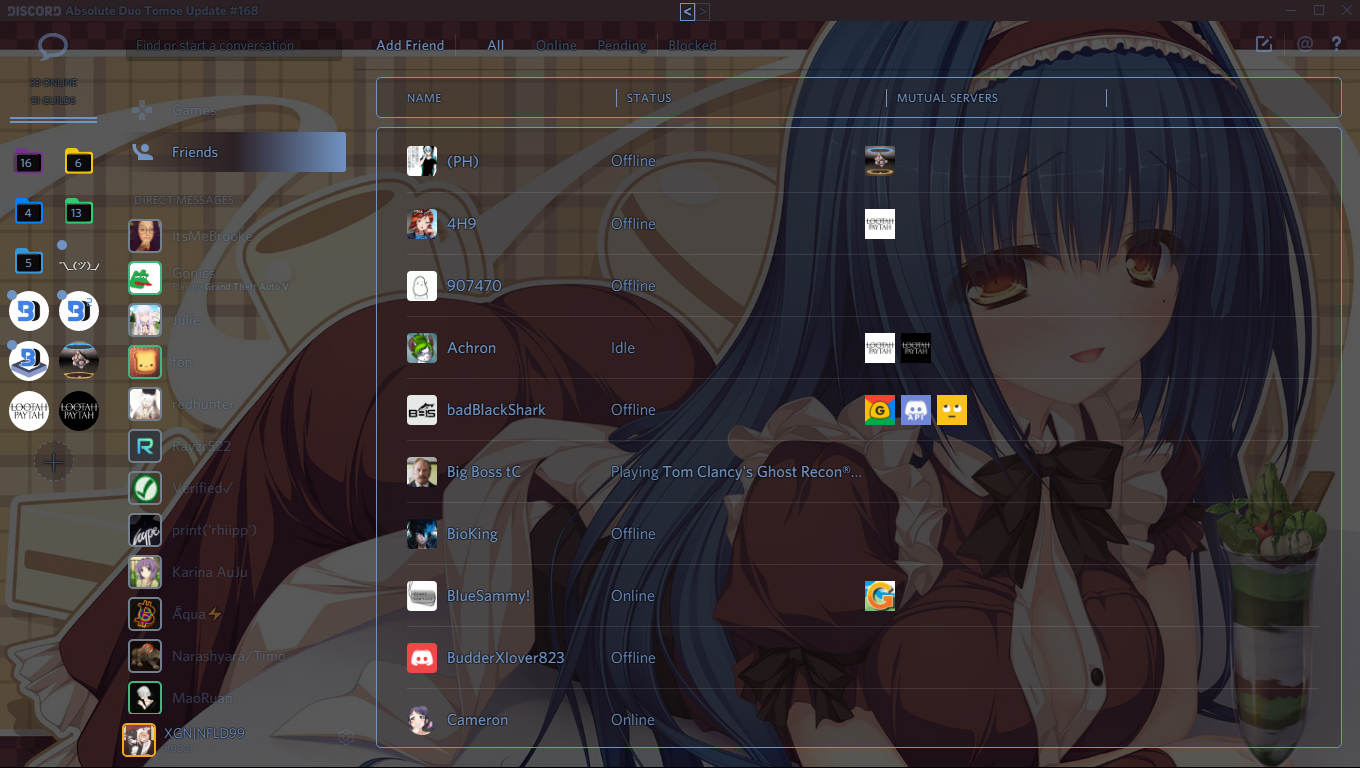 DISCORD Absolute Duo Tomoe Update #168
< >
Find or start a conversation
Add Friend
All
Online
Pending
Blocked
@
?
33 ONLINE
81 GUILDS
Games
Friends
16
6
4
13
5
¯\_(ツ)_/
DIRECT MESSAGES
ItsMeBrooke
Gonics
Playing Grand Theft Auto V
Julie
fon
redhunter
Rayzr522
Verified✓
print('rhiipp')
Karina AuJu
Āqua⚡
Narashyara/Timo
MaoRuan
XGNINFLD99
LOOTAH PAYTAH
LOOTAH PAYTAH
NAME
STATUS
MUTUAL SERVERS
(PH)
Offline
4H9
Offline
LOOTAH PAYTAH
907470
Offline
Achron
Idle
LOOTAH PAYTAH
LOOTAH PAYTAH
badBlackShark
Offline
G
API
Big Boss tC
Playing Tom Clancy's Ghost Recon®...
BioKing
Offline
BlueSammy!
Online
BudderXlover823
Offline
Cameron
Online